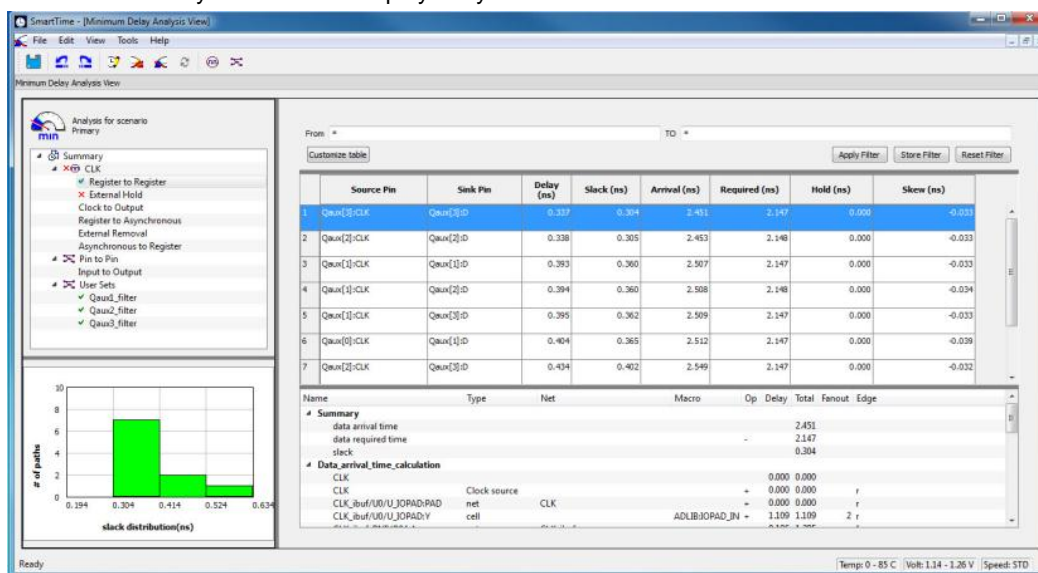 SmartTime - [Minimum Delay Analysis View]
File Edit View Tools Help
Minimum Delay Analysis View
Analysis for scenario
Primary
min
Summary
CLK
Register to Register
External Hold
Clock to Output
Register to Asynchronous
External Removal
Asynchronous to Register
Pin to Pin
Input to Output
User Sets
Qaux1_filter
Qaux2_filter
Qaux3_filter
From * TO *
Customize table Apply Filter Store Filter Reset Filter
Source Pin Sink Pin Delay (ns) Slack (ns) Arrival (ns) Required (ns) Hold (ns) Skew (ns)
1 Qaux[3]:CLK Qaux[3]:D 0.337 0.304 2.451 2.147 0.000 -0.033
2 Qaux[2]:CLK Qaux[2]:D 0.338 0.305 2.453 2.148 0.000 -0.033
3 Qaux[1]:CLK Qaux[1]:D 0.393 0.360 2.507 2.147 0.000 -0.033
4 Qaux[1]:CLK Qaux[2]:D 0.394 0.360 2.508 2.148 0.000 -0.034
5 Qaux[1]:CLK Qaux[3]:D 0.395 0.362 2.509 2.147 0.000 -0.033
6 Qaux[0]:CLK Qaux[1]:D 0.404 0.365 2.512 2.147 0.000 -0.039
7 Qaux[2]:CLK Qaux[3]:D 0.434 0.402 2.549 2.147 0.000 -0.032
# of paths
10
8
6
4
2
0
0.194 0.304 0.414 0.524 0.634
slack distribution(ns)
Name Type Net Macro Op Delay Total Fanout Edge
Summary
data arrival time 2.451
data required time - 2.147
slack 0.304
Data_arrival_time_calculation
CLK 0.000 0.000
CLK Clock source + 0.000 0.000 r
CLK_ibuf/U0/U_IOPAD:PAD net CLK + 0.000 0.000 r
CLK_ibuf/U0/U_IOPAD:Y cell ADLIB:IOPAD_IN + 1.109 1.109 2 r
Ready Temp: 0 - 85 C Volt: 1.14 - 1.26 V Speed: STD